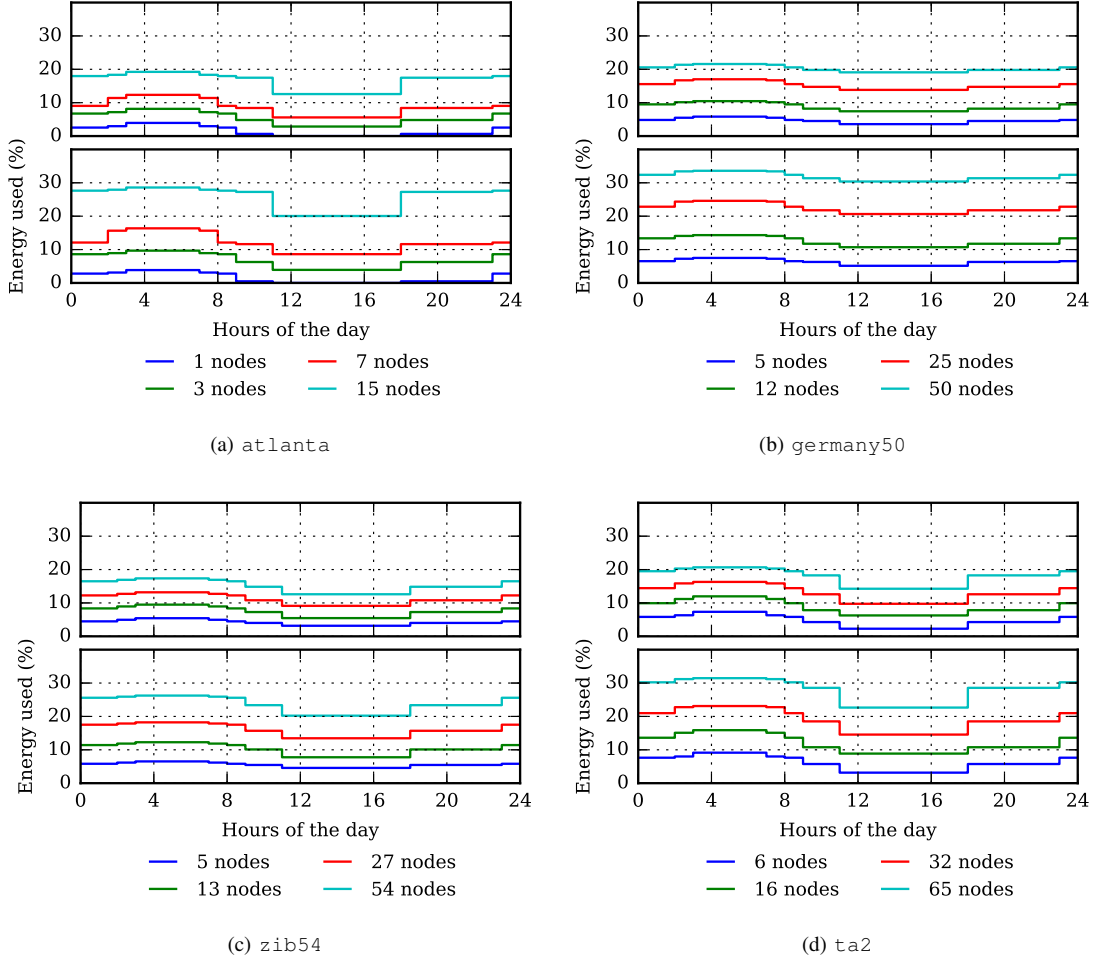 30
20
10
0
30
20
10
0
Energy used (%)
0 4 8 12 16 20 24
Hours of the day
1 nodes 7 nodes
3 nodes 15 nodes
(a) atlanta
30
20
10
0
30
20
10
0
Energy used (%)
0 4 8 12 16 20 24
Hours of the day
5 nodes 25 nodes
12 nodes 50 nodes
(b) germany50
30
20
10
0
30
20
10
0
Energy used (%)
0 4 8 12 16 20 24
Hours of the day
5 nodes 27 nodes
13 nodes 54 nodes
(c) zib54
30
20
10
0
30
20
10
0
Energy used (%)
0 4 8 12 16 20 24
Hours of the day
6 nodes 32 nodes
16 nodes 65 nodes
(d) ta2